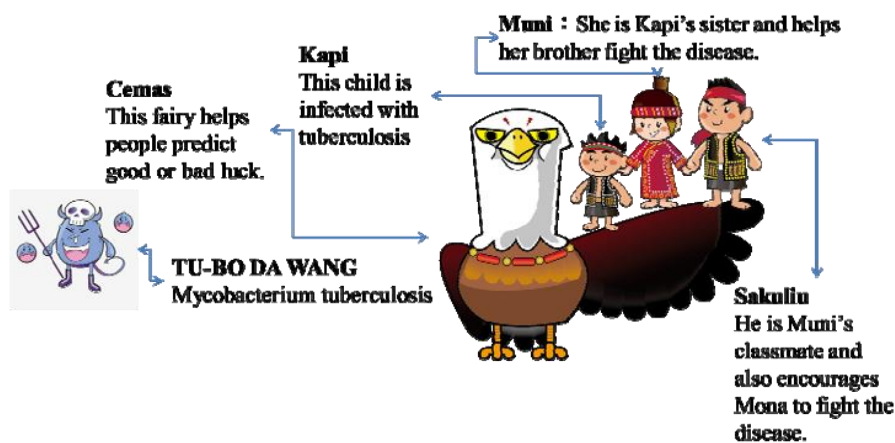 Muni：She is Kapi's sister and helps
her brother fight the disease.
Kapi
This child is
infected with
tuberculosis
Cemas
This fairy helps
people predict
good or bad luck.
TU-BO DA WANG
Mycobacterium tuberculosis
Sakuliu
He is Muni's
classmate and
also encourages
Mona to fight the
disease.